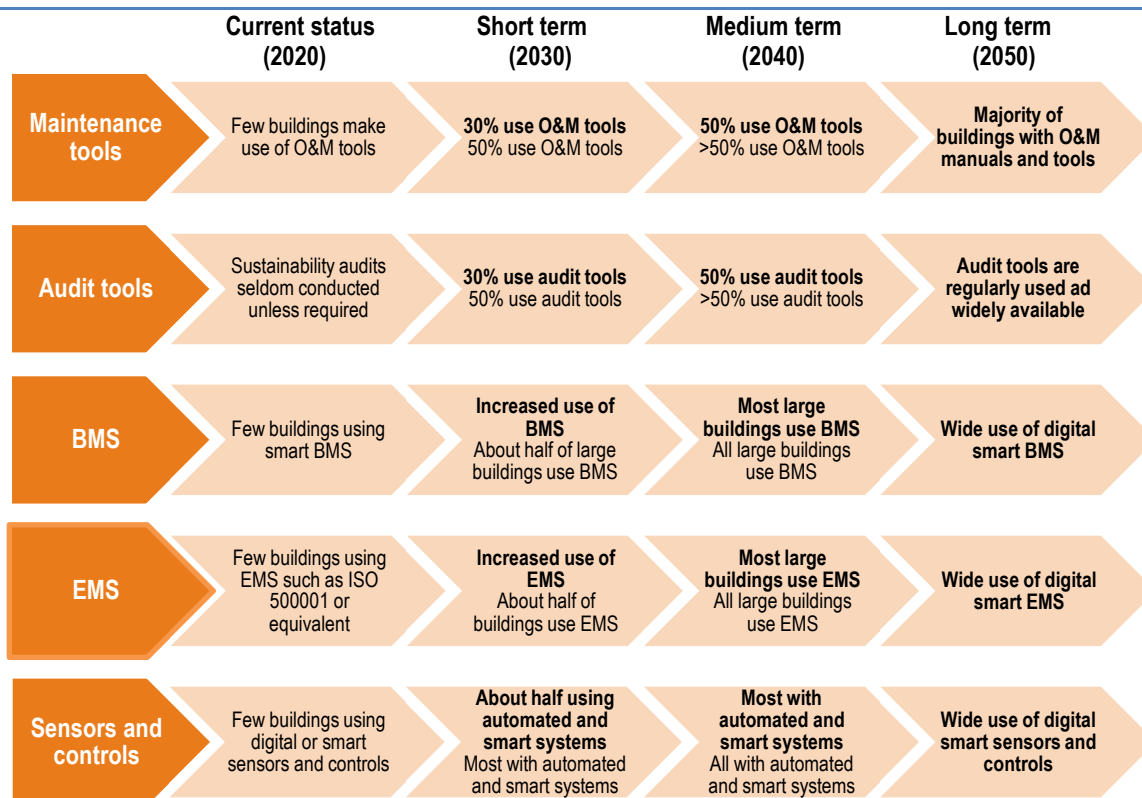 Current status
(2020)
Short term
(2030)
Medium term
(2040)
Long term
(2050)
Maintenance
tools
Few buildings make
use of O&M tools
30% use O&M tools
50% use O&M tools
50% use O&M tools
>50% use O&M tools
Majority of
buildings with O&M
manuals and tools
Audit tools
Sustainability audits
seldom conducted
unless required
30% use audit tools
50% use audit tools
50% use audit tools
>50% use audit tools
Audit tools are
regularly used ad
widely available
BMS
Few buildings using
smart BMS
Increased use of
BMS
About half of large
buildings use BMS
Most large
buildings use BMS
All large buildings
use BMS
Wide use of digital
smart BMS
EMS
Few buildings using
EMS such as ISO
500001 or
equivalent
Increased use of
EMS
About half of
buildings use EMS
Most large
buildings use EMS
All large buildings
use EMS
Wide use of digital
smart EMS
Sensors and
controls
Few buildings using
digital or smart
sensors and controls
About half using
automated and
smart systems
Most with automated
and smart systems
Most with
automated and
smart systems
All with automated
and smart systems
Wide use of digital
smart sensors and
controls